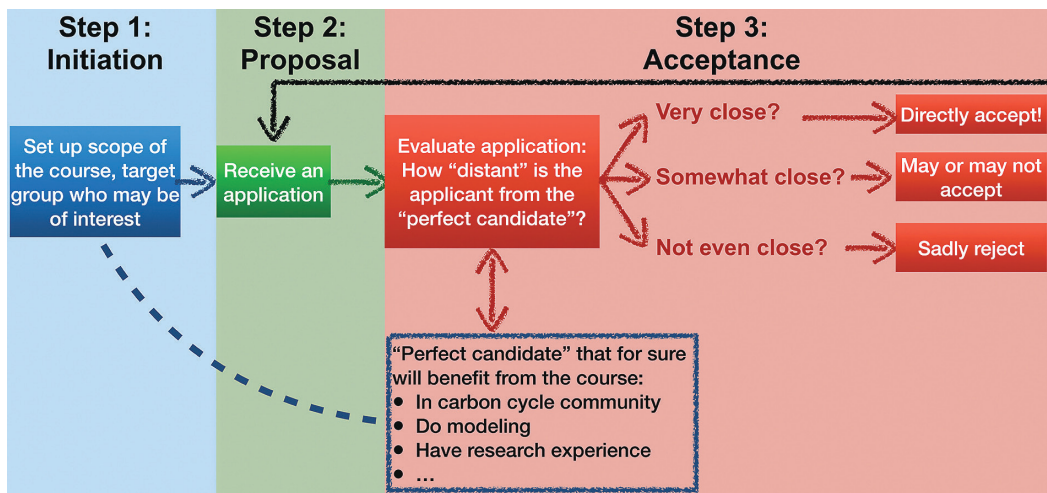 Step 1:
Initiation
Step 2:
Proposal
Step 3:
Acceptance
Set up scope of
the course, target
group who may be
of interest
Receive an
application
Evaluate application:
How “distant” is the
applicant from the
“perfect candidate”?
Very close?
Directly accept!
Somewhat close?
May or may not
accept
Not even close?
Sadly reject
“Perfect candidate” that for sure
will benefit from the course:
● In carbon cycle community
● Do modeling
● Have research experience
● ...